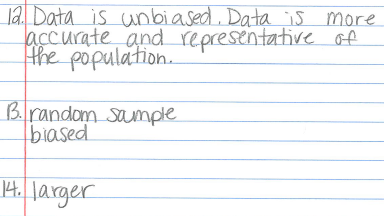 12. Data is unbiased. Data is more
accurate and representative of
the population.
13. random sample
biased
14. larger